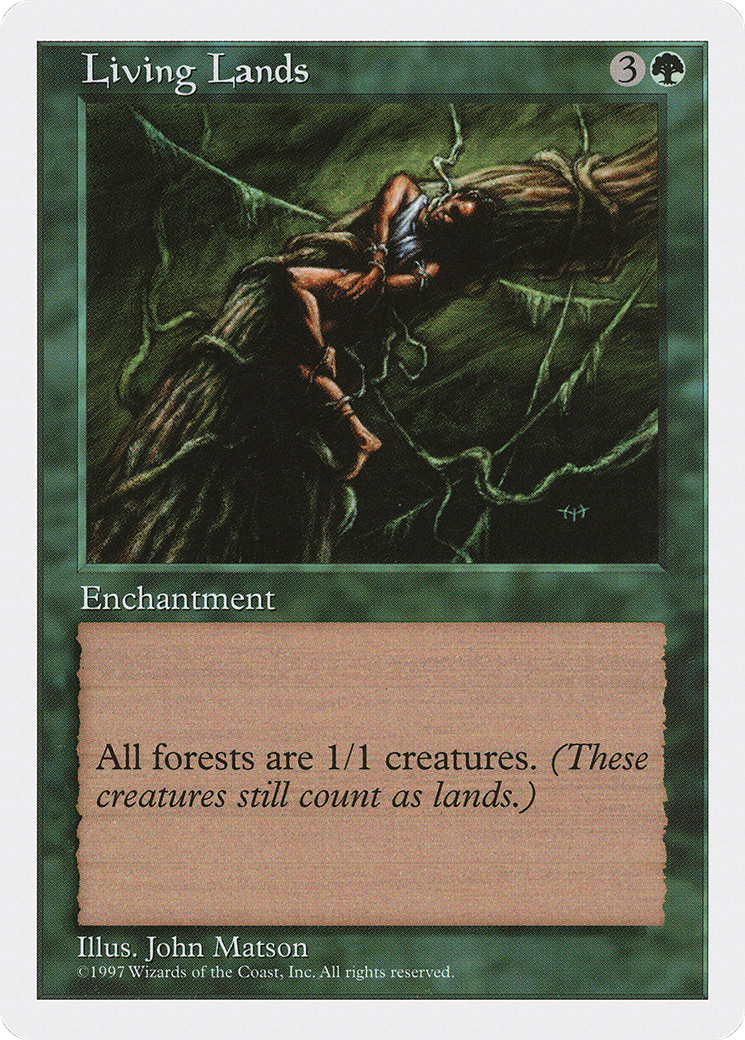 Living Lands 3
Enchantment
All forests are 1/1 creatures. (These
creatures still count as lands.)
Illus. John Matson
©1997 Wizards of the Coast, Inc. All rights reserved.